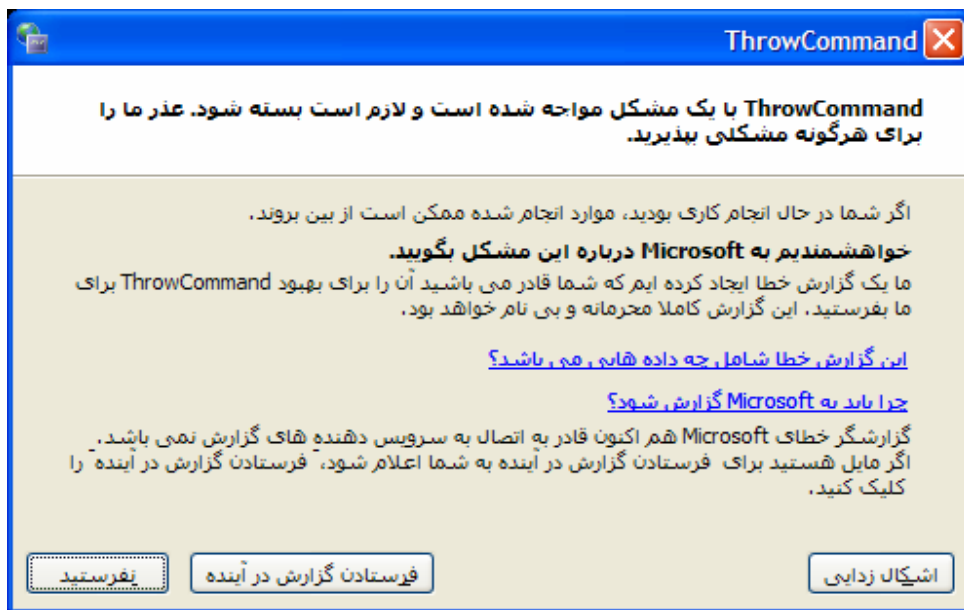 ThrowCommand
ThrowCommand با یک مشکل مواجه شده است و لازم است بسته شود. عذر ما را
برای هرگونه مشکلی بپذیرید.
اگر شما در حال انجام کاری بودید، موارد انجام شده ممکن است از بین بروند.
خواهشمندیم به Microsoft درباره این مشکل بگویید.
ما یک گزارش خطا ایجاد کرده ایم که شما قادر می باشید آن را برای بهبود ThrowCommand برای
ما بفرستید. این گزارش کاملا محرمانه و بی نام خواهد بود.
این گزارش خطا شامل چه داده هایی می باشد؟
چرا باید به Microsoft گزارش شود؟
گزارشگر خطای Microsoft هم اکنون قادر به اتصال به سرویس دهنده های گزارش نمی باشد.
اگر مایل هستید برای فرستادن گزارش در آینده به شما اعلام شود،"فرستادن گزارش در آینده" را
کلیک کنید.
اشکال زدایی
فرستادن گزارش در آینده
نفرستید